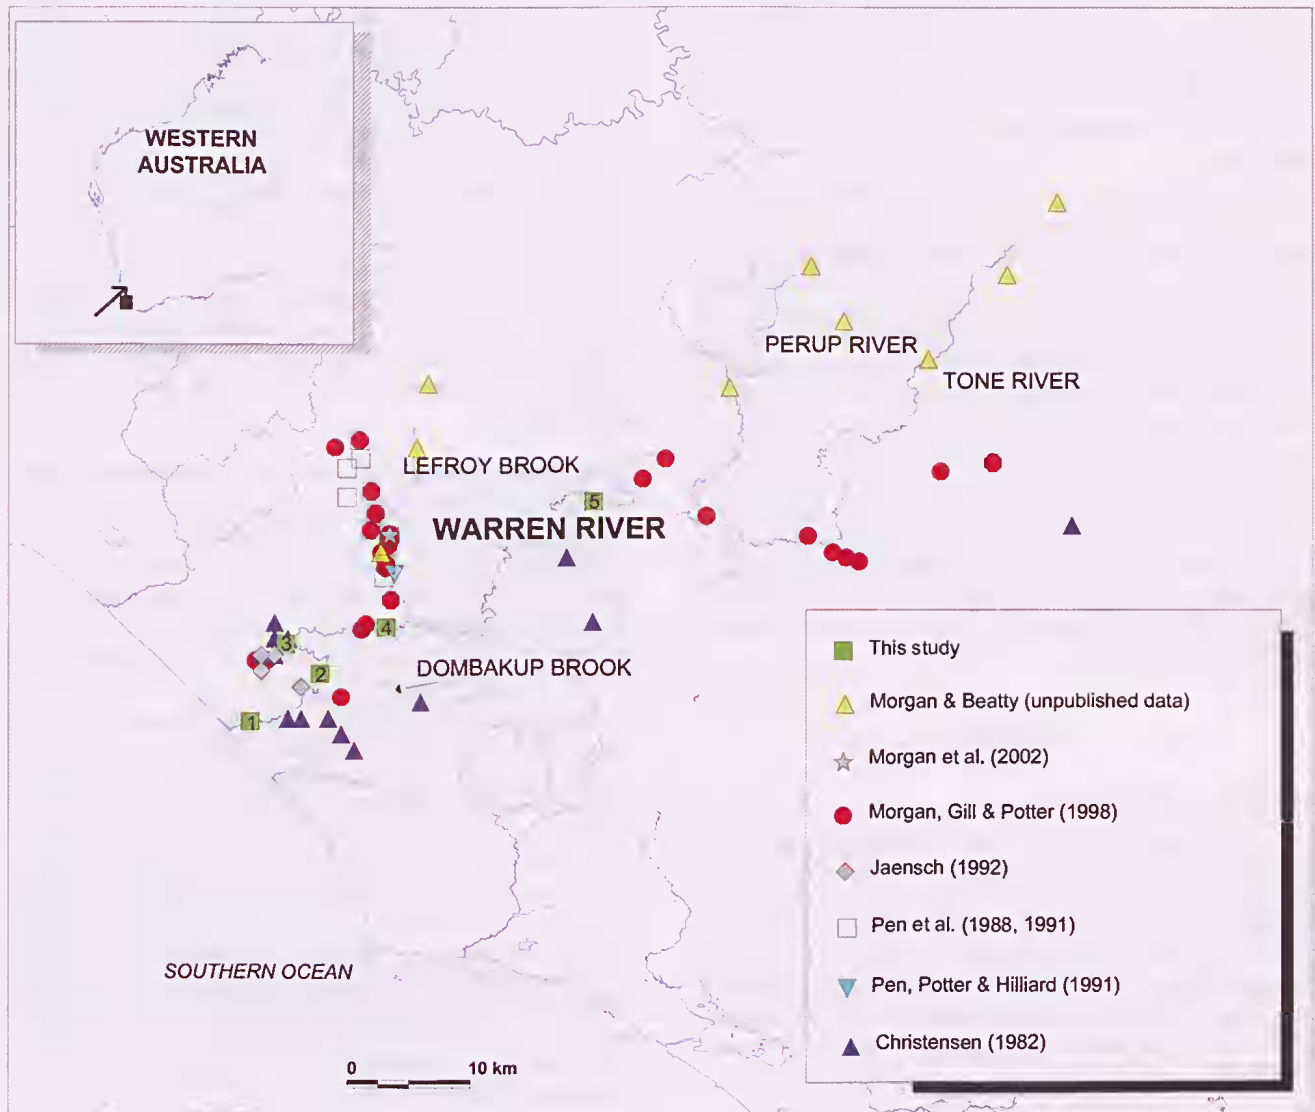 WESTERN
AUSTRALIA
PERUP RIVER
TONE RIVER
LEFROY BROOK
5
WARREN RIVER
4
3
2
DOMBAKUP BROOK
1
This study
Morgan & Beatty (unpublished data)
Morgan et al. (2002)
Morgan, Gill & Potter (1998)
Jaensch (1992)
Pen et al. (1988, 1991)
Pen, Potter & Hilliard (1991)
Christensen (1982)
SOUTHERN OCEAN
0 10 km